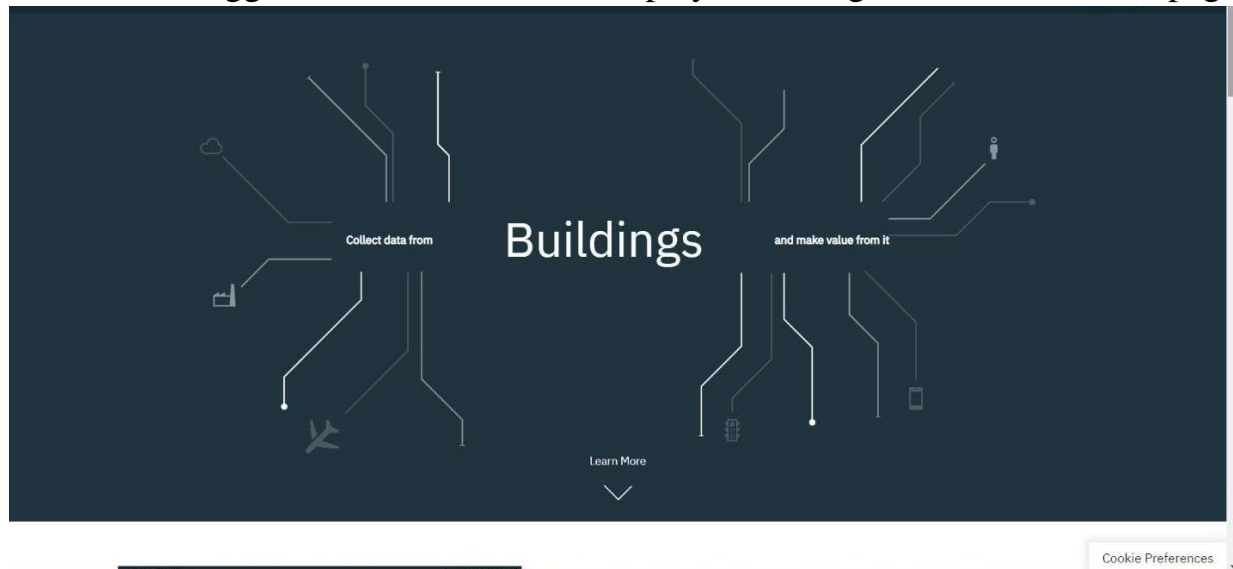 Collect data from Buildings and make value from it
Learn More
Cookie Preferences